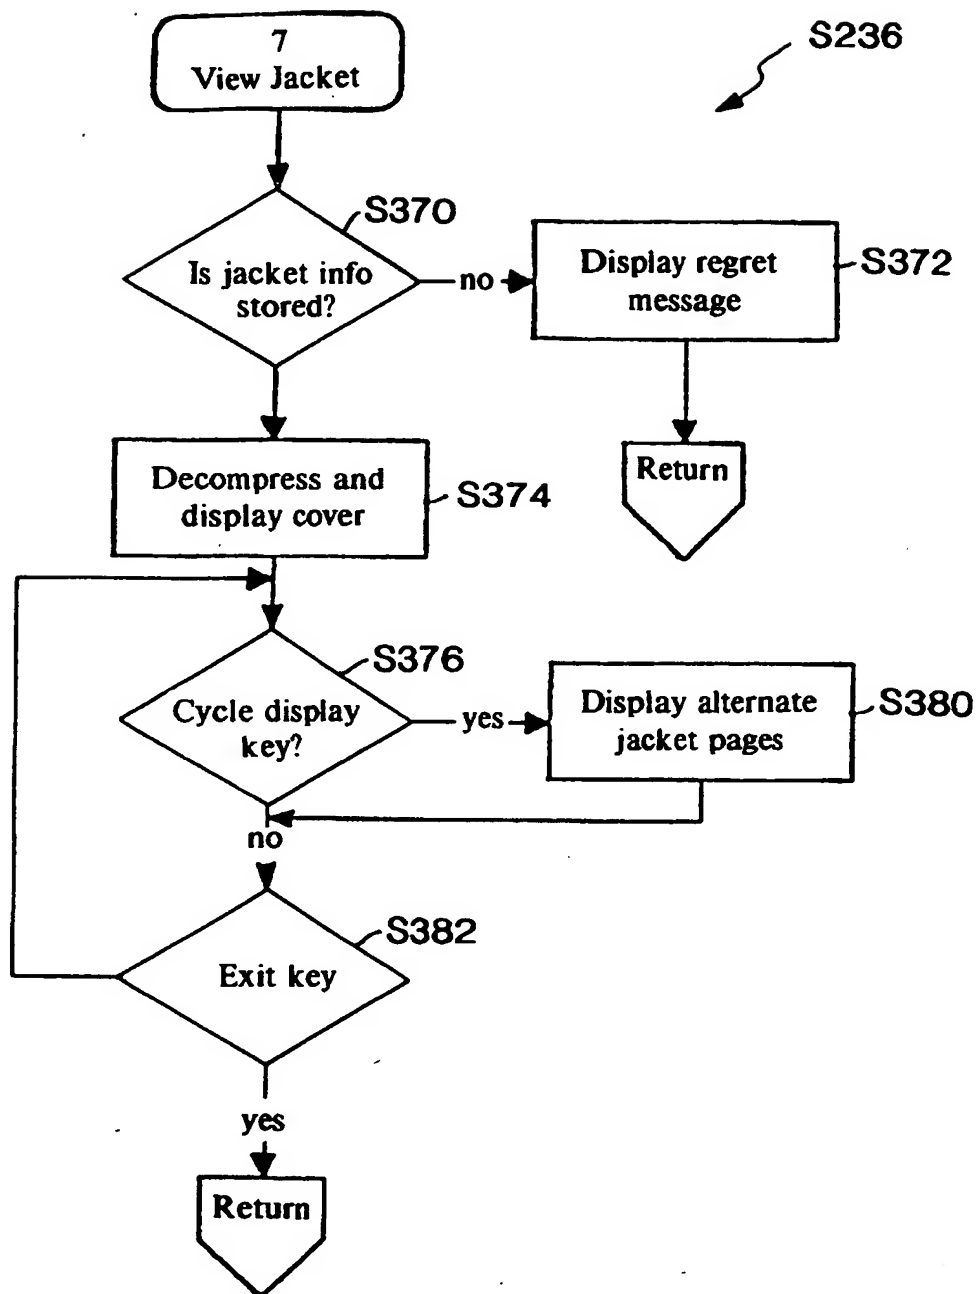 7
View Jacket
S236
S370
Is jacket info
stored?
no
Display regret
message
S372
Return
Decompress and
display cover
S374
S376
Cycle display
key?
yes
Display alternate
jacket pages
S380
no
S382
Exit key
yes
Return